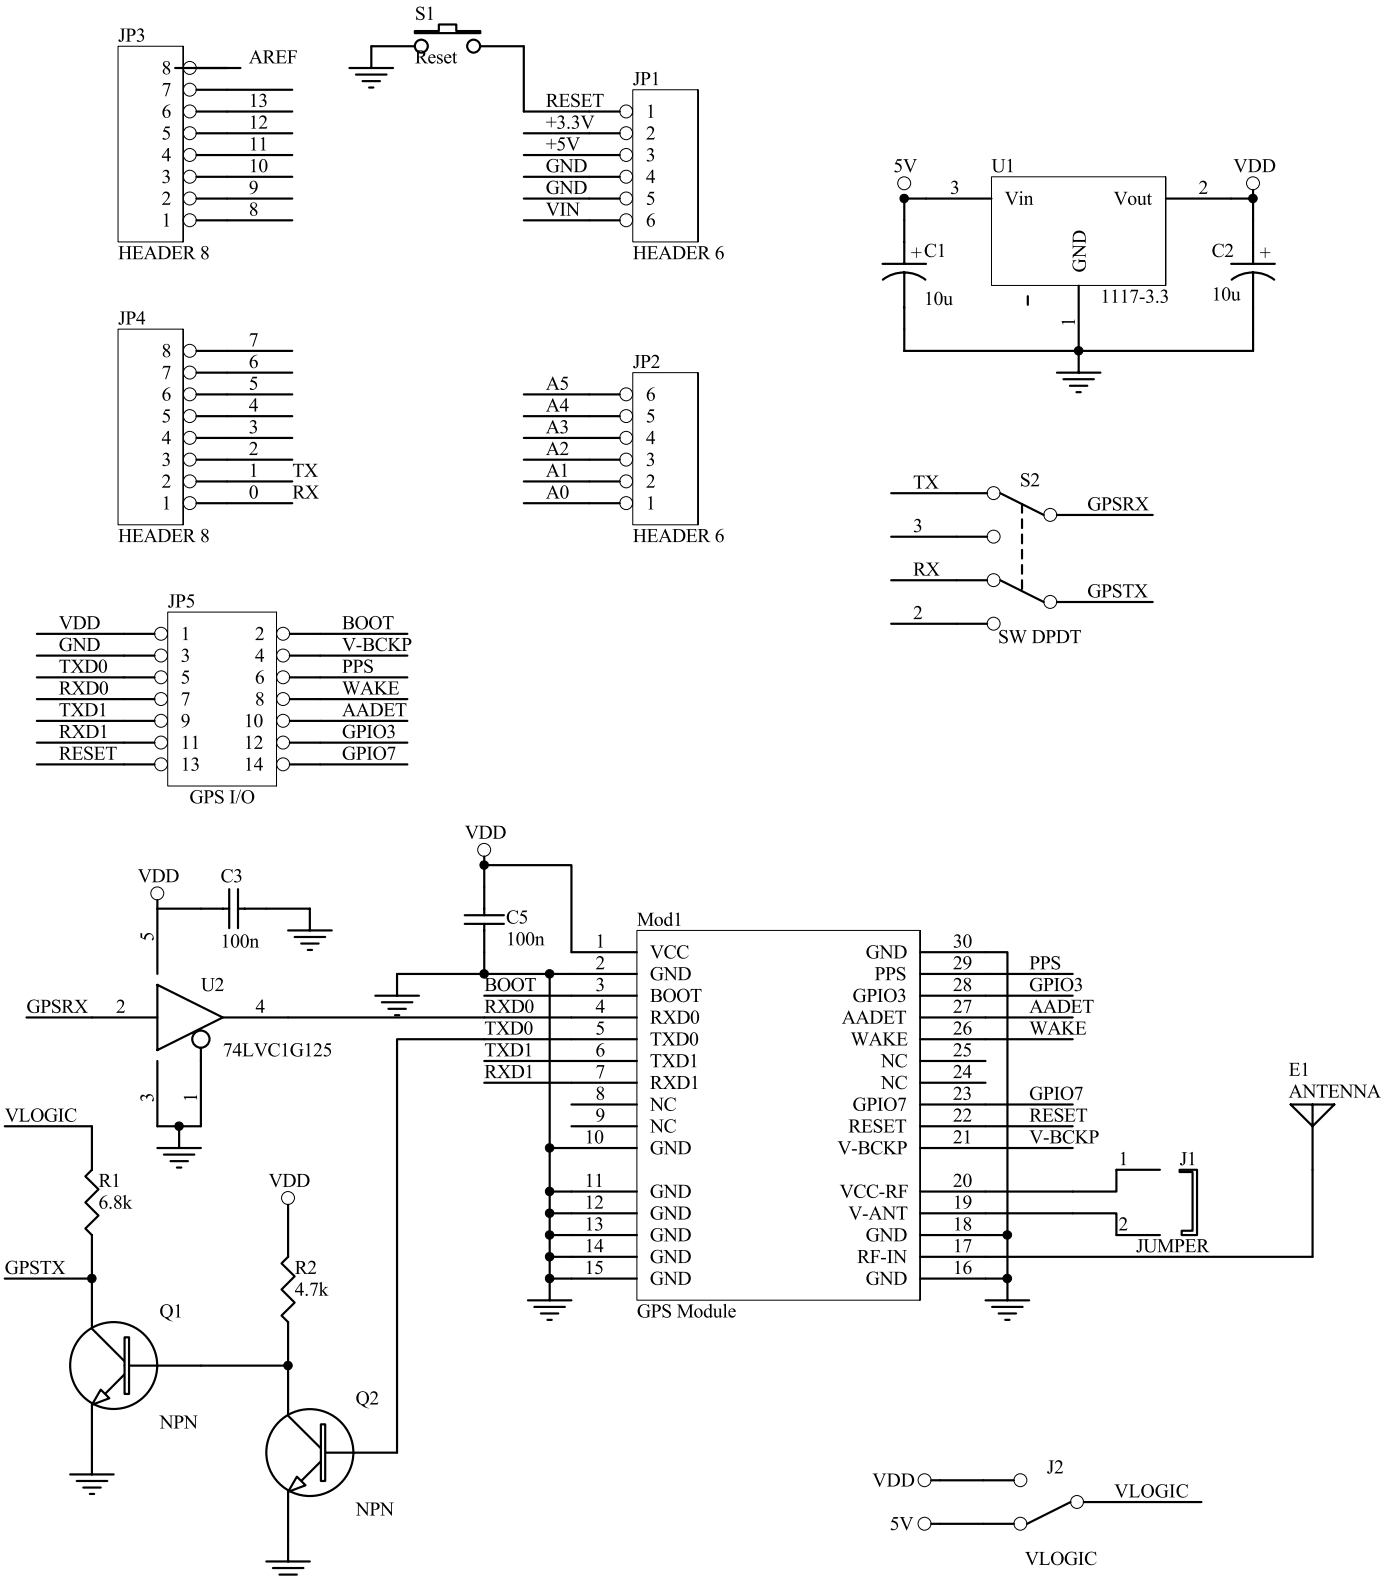 S1
Reset
JP3
8 AREF
7
6 13
5 12
4 11
3 10
2 9
1 8
HEADER 8
JP1
RESET 1
+3.3V 2
+5V 3
GND 4
GND 5
VIN 6
HEADER 6
5V
U1
VDD
3 Vin Vout 2
GND
+ C1
10u
C2 +
10u
1117-3.3
1
JP4
8 7
7 6
6 5
5 4
4 3
3 2
2 1 TX
1 0 RX
HEADER 8
JP2
A5 6
A4 5
A3 4
A2 3
A1 2
A0 1
HEADER 6
TX S2
GPSRX
3
RX
GPSTX
2
SW DPDT
JP5
VDD 1 2 BOOT
GND 3 4 V-BCKP
TXD0 5 6 PPS
RXD0 7 8 WAKE
TXD1 9 10 AADET
RXD1 11 12 GPIO3
RESET 13 14 GPIO7
GPS I/O
VDD
C3
100n
5
U2
GPSRX 2 4
74LVC1G125
3 1
VDD
C5
100n
Mod1
1 VCC GND 30
2 GND PPS 29 PPS
BOOT 3 BOOT GPIO3 28 GPIO3
RXD0 4 RXD0 AADET 27 AADET
TXD0 5 TXD0 WAKE 26 WAKE
TXD1 6 TXD1 NC 25
RXD1 7 RXD1 NC 24
8 NC GPIO7 23 GPIO7
9 NC RESET 22 RESET
10 GND V-BCKP 21 V-BCKP
11 GND VCC-RF 20
12 GND V-ANT 19
13 GND GND 18
14 GND RF-IN 17
15 GND GND 16
GPS Module
1 J1
2
JUMPER
E1
ANTENNA
VLOGIC
R1
6.8k
VDD
GPSTX
R2
4.7k
Q1
NPN
Q2
NPN
VDD J2
VLOGIC
5V
VLOGIC